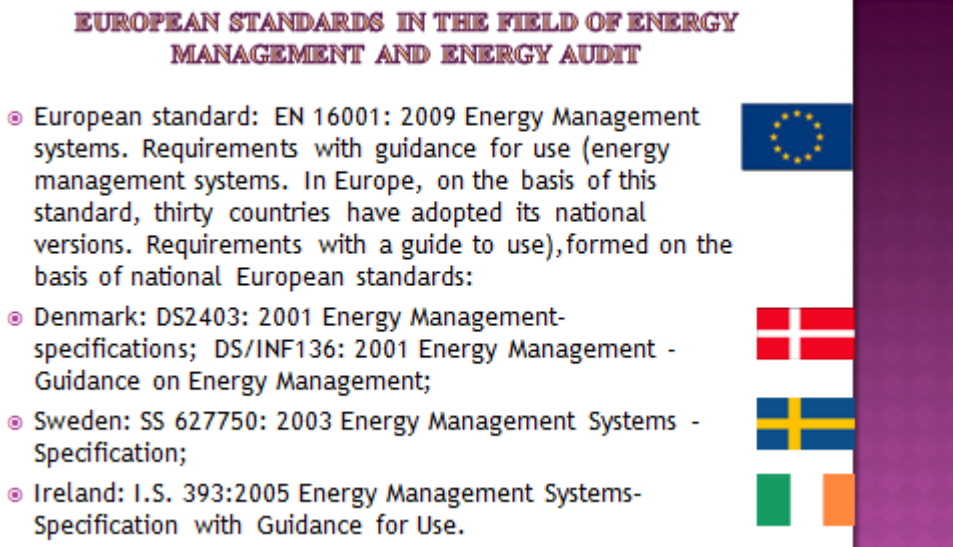 EUROPEAN STANDARDS IN THE FIELD OF ENERGY
MANAGEMENT AND ENERGY AUDIT
European standard: EN 16001: 2009 Energy Management
systems. Requirements with guidance for use (energy
management systems. In Europe, on the basis of this
standard, thirty countries have adopted its national
versions. Requirements with a guide to use),formed on the
basis of national European standards:
Denmark: DS2403: 2001 Energy Management-
specifications; DS/INF136: 2001 Energy Management -
Guidance on Energy Management;
Sweden: SS 627750: 2003 Energy Management Systems -
Specification;
Ireland: I.S. 393:2005 Energy Management Systems-
Specification with Guidance for Use.